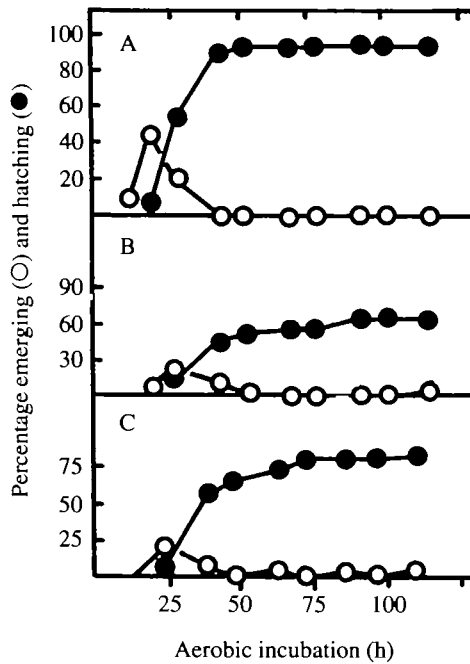 Percentage emerging (○) and hatching (●)
A
100
80
60
40
20
B
90
60
30
C
75
50
25
25 50 75 100
Aerobic incubation (h)